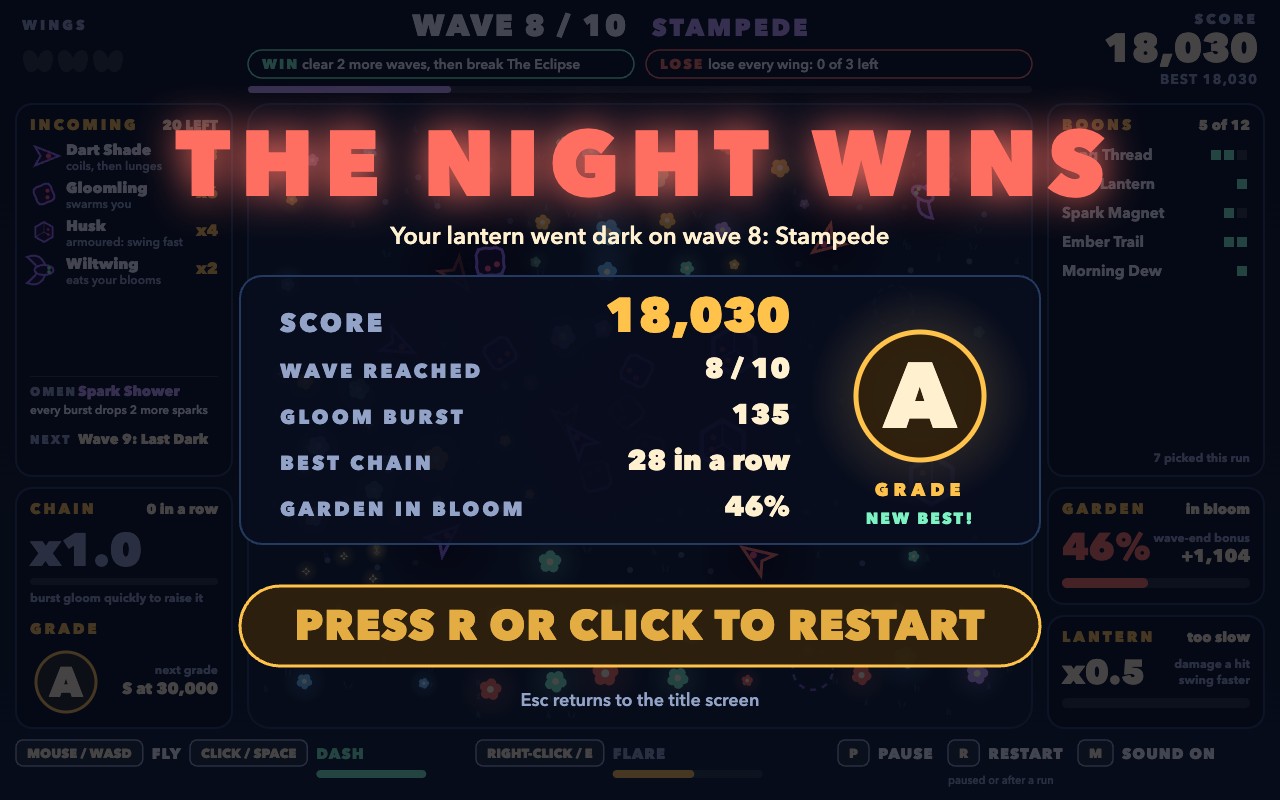 WINGS
WAVE 8 / 10 STAMPEDE
SCORE
18,030
BEST 18,030
WIN clear 2 more waves, then break The Eclipse
LOSE lose every wing: 0 of 3 left
INCOMING 20 LEFT
Dart Shade
coils, then lunges
Gloomling
swarms you
Husk x4
armoured: swing fast
Wiltwing x2
eats your blooms
OMEN Spark Shower
every burst drops 2 more sparks
NEXT Wave 9: Last Dark
THE NIGHT WINS
Your lantern went dark on wave 8: Stampede
SCORE 18,030
WAVE REACHED 8 / 10
GLOOM BURST 135
BEST CHAIN 28 in a row
GARDEN IN BLOOM 46%
A
GRADE
NEW BEST!
PRESS R OR CLICK TO RESTART
Esc returns to the title screen
BOONS 5 of 12
Thread
Lantern
Spark Magnet
Ember Trail
Morning Dew
7 picked this run
CHAIN 0 in a row
x1.0
burst gloom quickly to raise it
GRADE
A
next grade
S at 30,000
GARDEN in bloom
46% wave-end bonus
+1,104
LANTERN too slow
x0.5 damage a hit
swing faster
MOUSE / WASD FLY CLICK / SPACE DASH RIGHT-CLICK / E FLARE P PAUSE R RESTART M SOUND ON
paused or after a run